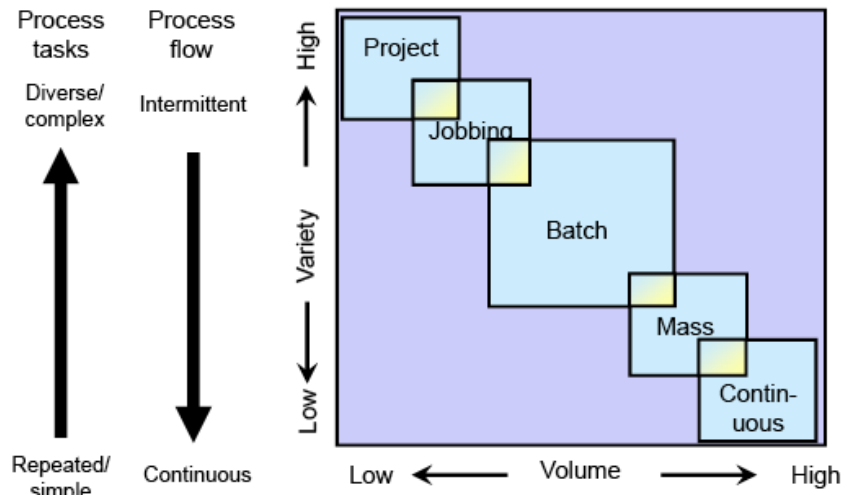 Process
tasks
Process
flow
Diverse/
complex
Intermittent
Repeated/
simple
Continuous
High
Variety
Low
Project
Jobbing
Batch
Mass
Contin-
uous
Low
Volume
High